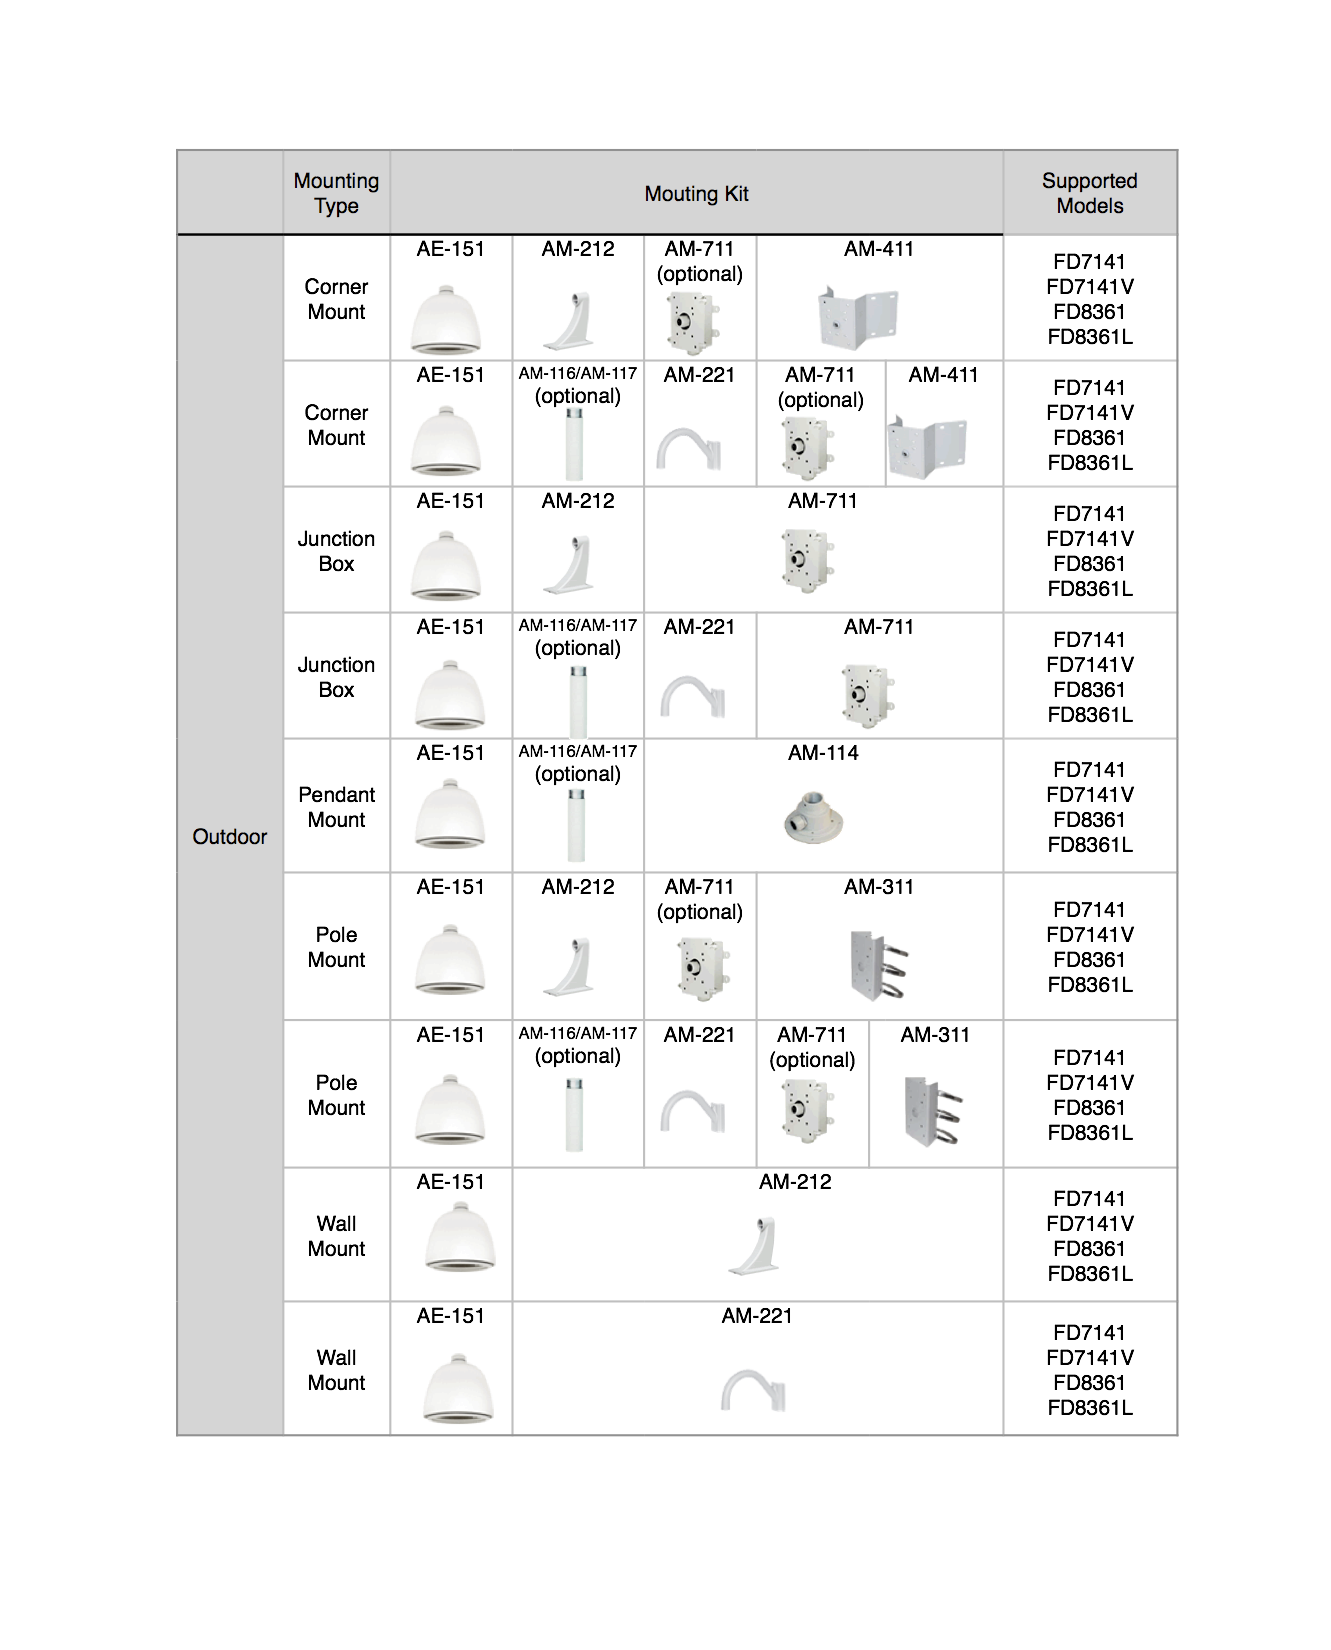 Mounting
Type
Mouting Kit
Supported
Models
Outdoor
Corner
Mount
AE-151
AM-212
AM-711
(optional)
AM-411
FD7141
FD7141V
FD8361
FD8361L
Corner
Mount
AE-151
AM-116/AM-117
(optional)
AM-221
AM-711
(optional)
AM-411
FD7141
FD7141V
FD8361
FD8361L
Junction
Box
AE-151
AM-212
AM-711
FD7141
FD7141V
FD8361
FD8361L
Junction
Box
AE-151
AM-116/AM-117
(optional)
AM-221
AM-711
FD7141
FD7141V
FD8361
FD8361L
Pendant
Mount
AE-151
AM-116/AM-117
(optional)
AM-114
FD7141
FD7141V
FD8361
FD8361L
Pole
Mount
AE-151
AM-212
AM-711
(optional)
AM-311
FD7141
FD7141V
FD8361
FD8361L
Pole
Mount
AE-151
AM-116/AM-117
(optional)
AM-221
AM-711
(optional)
AM-311
FD7141
FD7141V
FD8361
FD8361L
Wall
Mount
AE-151
AM-212
FD7141
FD7141V
FD8361
FD8361L
Wall
Mount
AE-151
AM-221
FD7141
FD7141V
FD8361
FD8361L